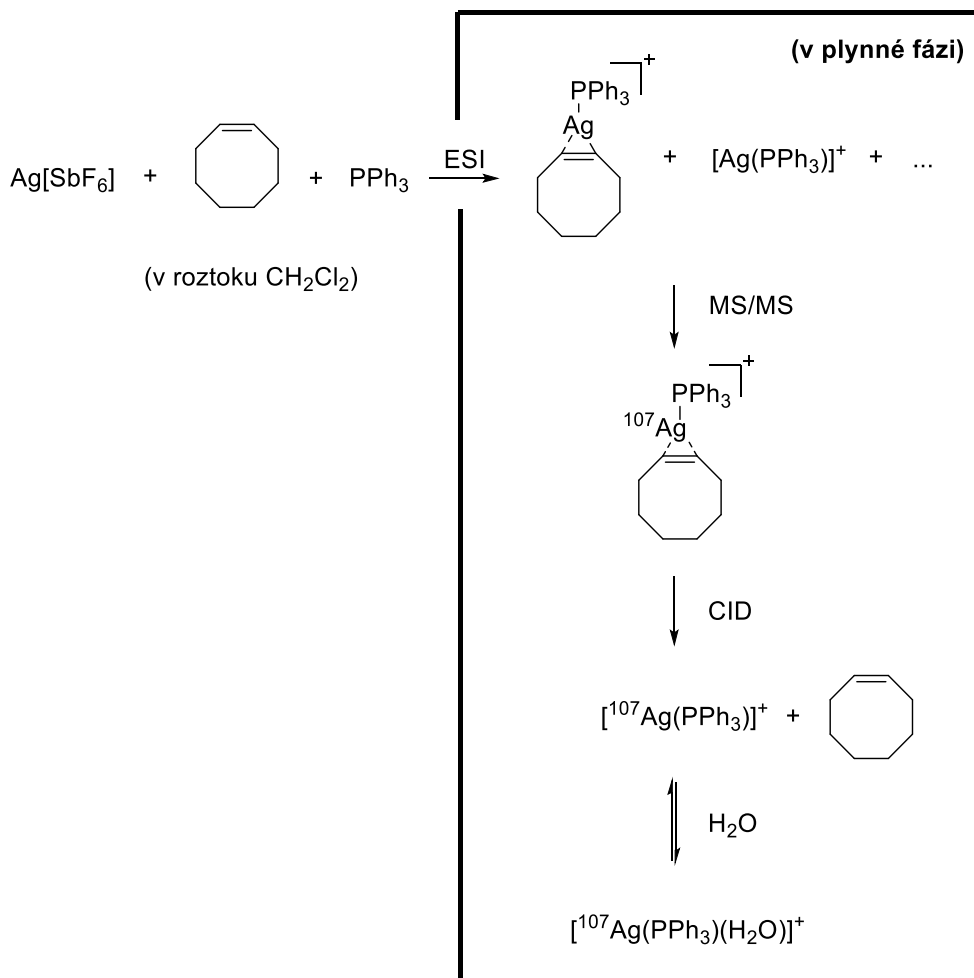 (v plynné fázi)
PPh₃ ⁺
Ag
Ag[SbF₆] + + PPh₃ ESI + [Ag(PPh₃)]⁺ + ...
(v roztoku CH₂Cl₂)
MS/MS
PPh₃ ⁺
¹⁰⁷Ag
CID
[¹⁰⁷Ag(PPh₃)]⁺ +
H₂O
[¹⁰⁷Ag(PPh₃)(H₂O)]⁺